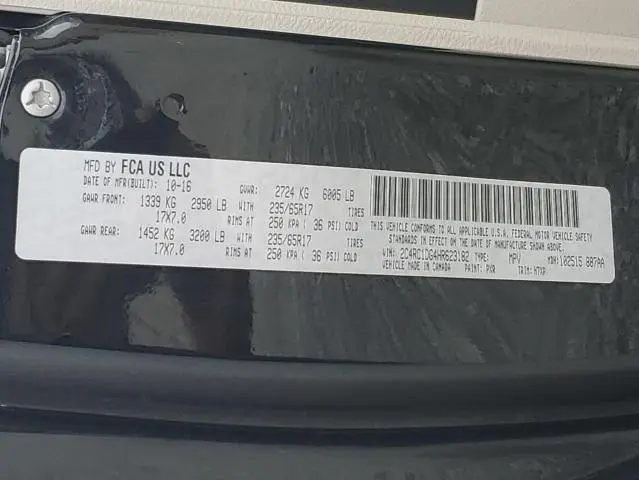 MFD BY FCA US LLC
DATE OF MFR(BUILT): 10-16 GVWR: 2724 KG 6005 LB
GAWR FRONT: 1339 KG 2950 LB WITH 235/65R17 TIRES
17X7.0 RIMS AT 250 KPA ( 36 PSI) COLD
GAWR REAR: 1452 KG 3200 LB WITH 235/65R17 TIRES
17X7.0 RIMS AT 250 KPA ( 36 PSI) COLD
THIS VEHICLE CONFORMS TO ALL APPLICABLE U.S.A. FEDERAL MOTOR VEHICLE SAFETY
STANDARDS IN EFFECT ON THE DATE OF MANUFACTURE SHOWN ABOVE.
VIN: 2C4RC1DG4HR623182 TYPE: MPV MDH:102515 887AA
VEHICLE MADE IN CANADA PAINT: PXR TRIM: H7XP